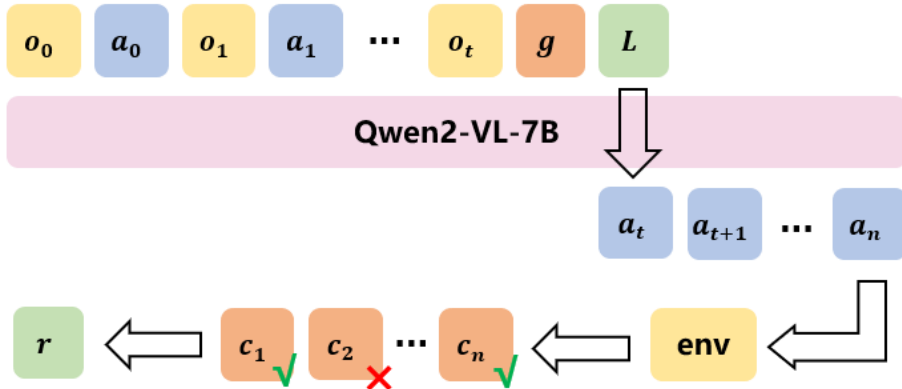 o₀ a₀ o₁ a₁ ... oₜ g L
Qwen2-VL-7B
aₜ aₜ₊₁ ... aₙ
r c₁ √ c₂ × ... cₙ √ env